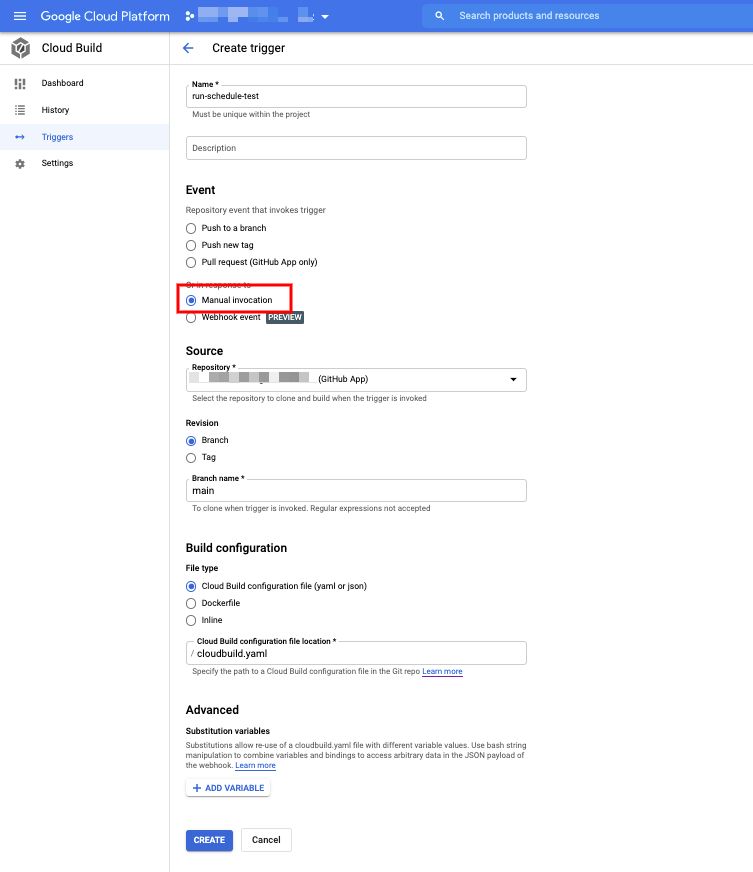 Google Cloud Platform
Search products and resources
Cloud Build
Create trigger
Dashboard
History
Triggers
Settings
Name *
run-schedule-test
Must be unique within the project
Description
Event
Repository event that invokes trigger
Push to a branch
Push new tag
Pull request (GitHub App only)
Or in response to
Manual invocation
Webhook event PREVIEW
Source
Repository *
(GitHub App)
Select the repository to clone and build when the trigger is invoked
Revision
Branch
Tag
Branch name *
main
To clone when trigger is invoked. Regular expressions not accepted
Build configuration
File type
Cloud Build configuration file (yaml or json)
Dockerfile
Inline
Cloud Build configuration file location *
/ cloudbuild.yaml
Specify the path to a Cloud Build configuration file in the Git repo Learn more
Advanced
Substitution variables
Substitutions allow re-use of a cloudbuild.yaml file with different variable values. Use bash string
manipulation to combine variables and bindings to access arbitrary data in the JSON payload of
the webhook. Learn more
+ ADD VARIABLE
CREATE
Cancel